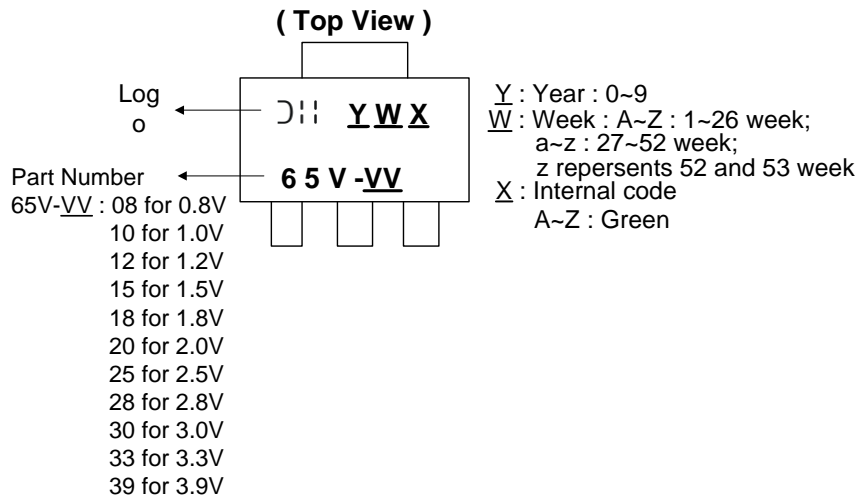 ( Top View )
Log
o
YWX
Part Number
65V-VV
65V-VV : 08 for 0.8V
10 for 1.0V
12 for 1.2V
15 for 1.5V
18 for 1.8V
20 for 2.0V
25 for 2.5V
28 for 2.8V
30 for 3.0V
33 for 3.3V
39 for 3.9V
Y : Year : 0~9
W : Week : A~Z : 1~26 week;
a~z : 27~52 week;
z repersents 52 and 53 week
X : Internal code
A~Z : Green